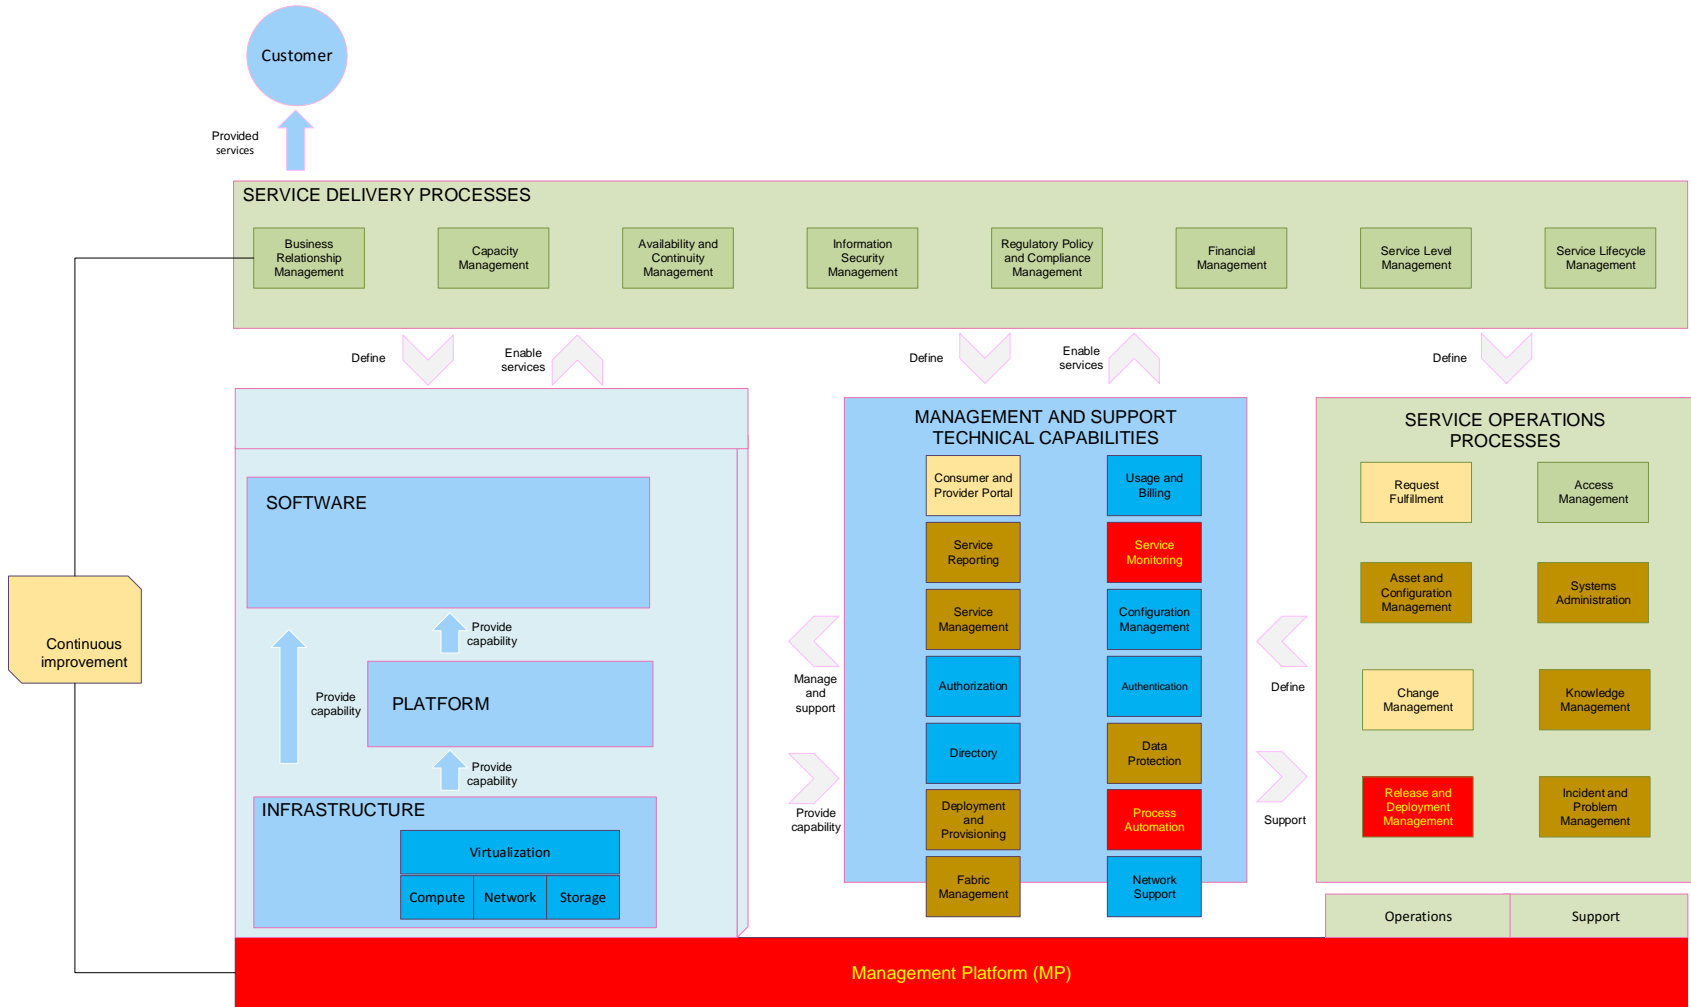 Customer
Provided
services
SERVICE DELIVERY PROCESSES
Business
Relationship
Management
Capacity
Management
Availability and
Continuity
Management
Information
Security
Management
Regulatory Policy
and Compliance
Management
Financial
Management
Service Level
Management
Service Lifecycle
Management
Define
Enable
services
Define
Enable
services
Define
Continuous
improvement
SOFTWARE
Provide
capability
Provide
capability
PLATFORM
Provide
capability
INFRASTRUCTURE
Virtualization
Compute
Network
Storage
Manage
and
support
Provide
capability
MANAGEMENT AND SUPPORT
TECHNICAL CAPABILITIES
Consumer and
Provider Portal
Usage and
Billing
Service
Reporting
Service
Monitoring
Service
Management
Configuration
Management
Authorization
Authentication
Directory
Data
Protection
Deployment
and
Provisioning
Process
Automation
Fabric
Management
Network
Support
Define
Support
SERVICE OPERATIONS
PROCESSES
Request
Fulfillment
Access
Management
Asset and
Configuration
Management
Systems
Administration
Change
Management
Knowledge
Management
Release and
Deployment
Management
Incident and
Problem
Management
Operations
Support
Management Platform (MP)